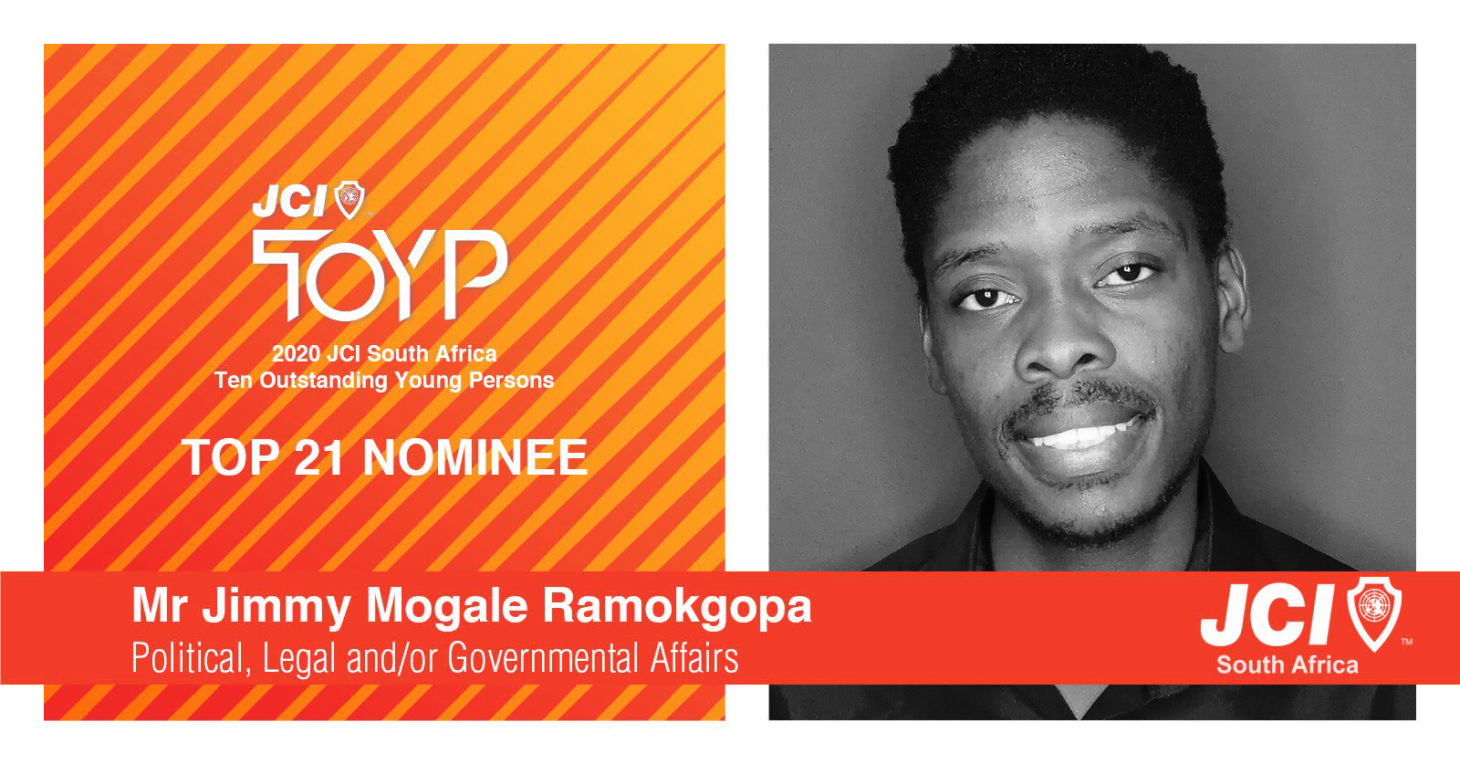 JCI
TOYP
2020 JCI South Africa
Ten Outstanding Young Persons
TOP 21 NOMINEE
Mr Jimmy Mogale Ramokgopa
Political, Legal and/or Governmental Affairs
JCI
TM
South Africa